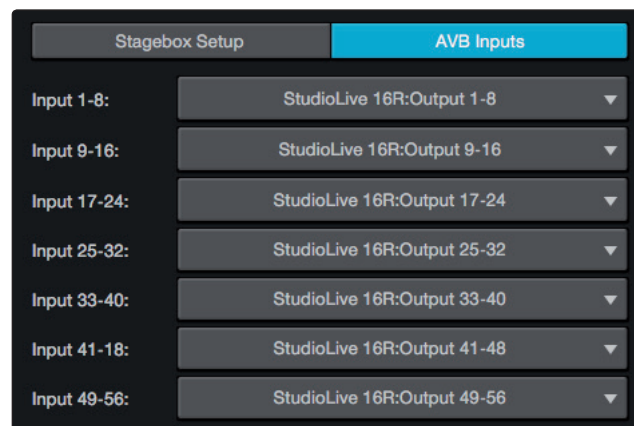 Stagebox Setup AVB Inputs
Input 1-8: StudioLive 16R:Output 1-8
Input 9-16: StudioLive 16R:Output 9-16
Input 17-24: StudioLive 16R:Output 17-24
Input 25-32: StudioLive 16R:Output 25-32
Input 33-40: StudioLive 16R:Output 33-40
Input 41-18: StudioLive 16R:Output 41-48
Input 49-56: StudioLive 16R:Output 49-56